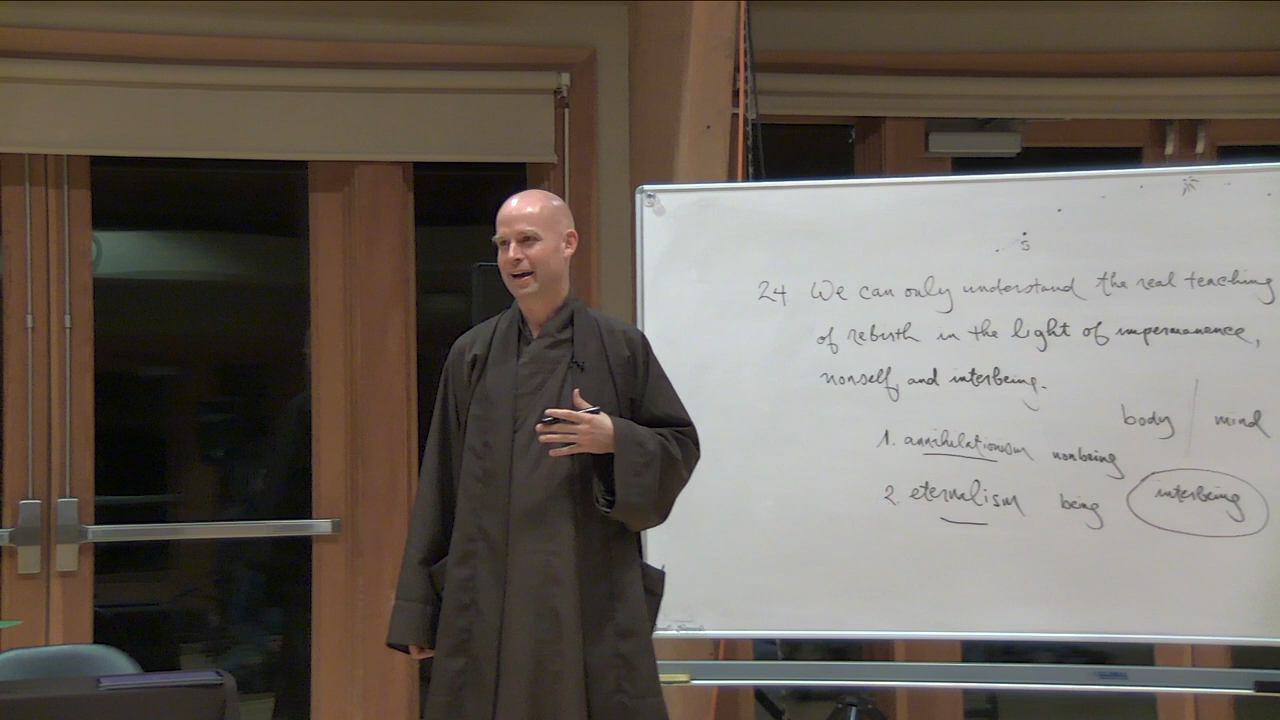 24 We can only understand the real teaching
of rebirth in the light of impermanence,
nonself, and interbeing.
body | mind
1. annihilationism nonbeing
2. eternalism being interbeing